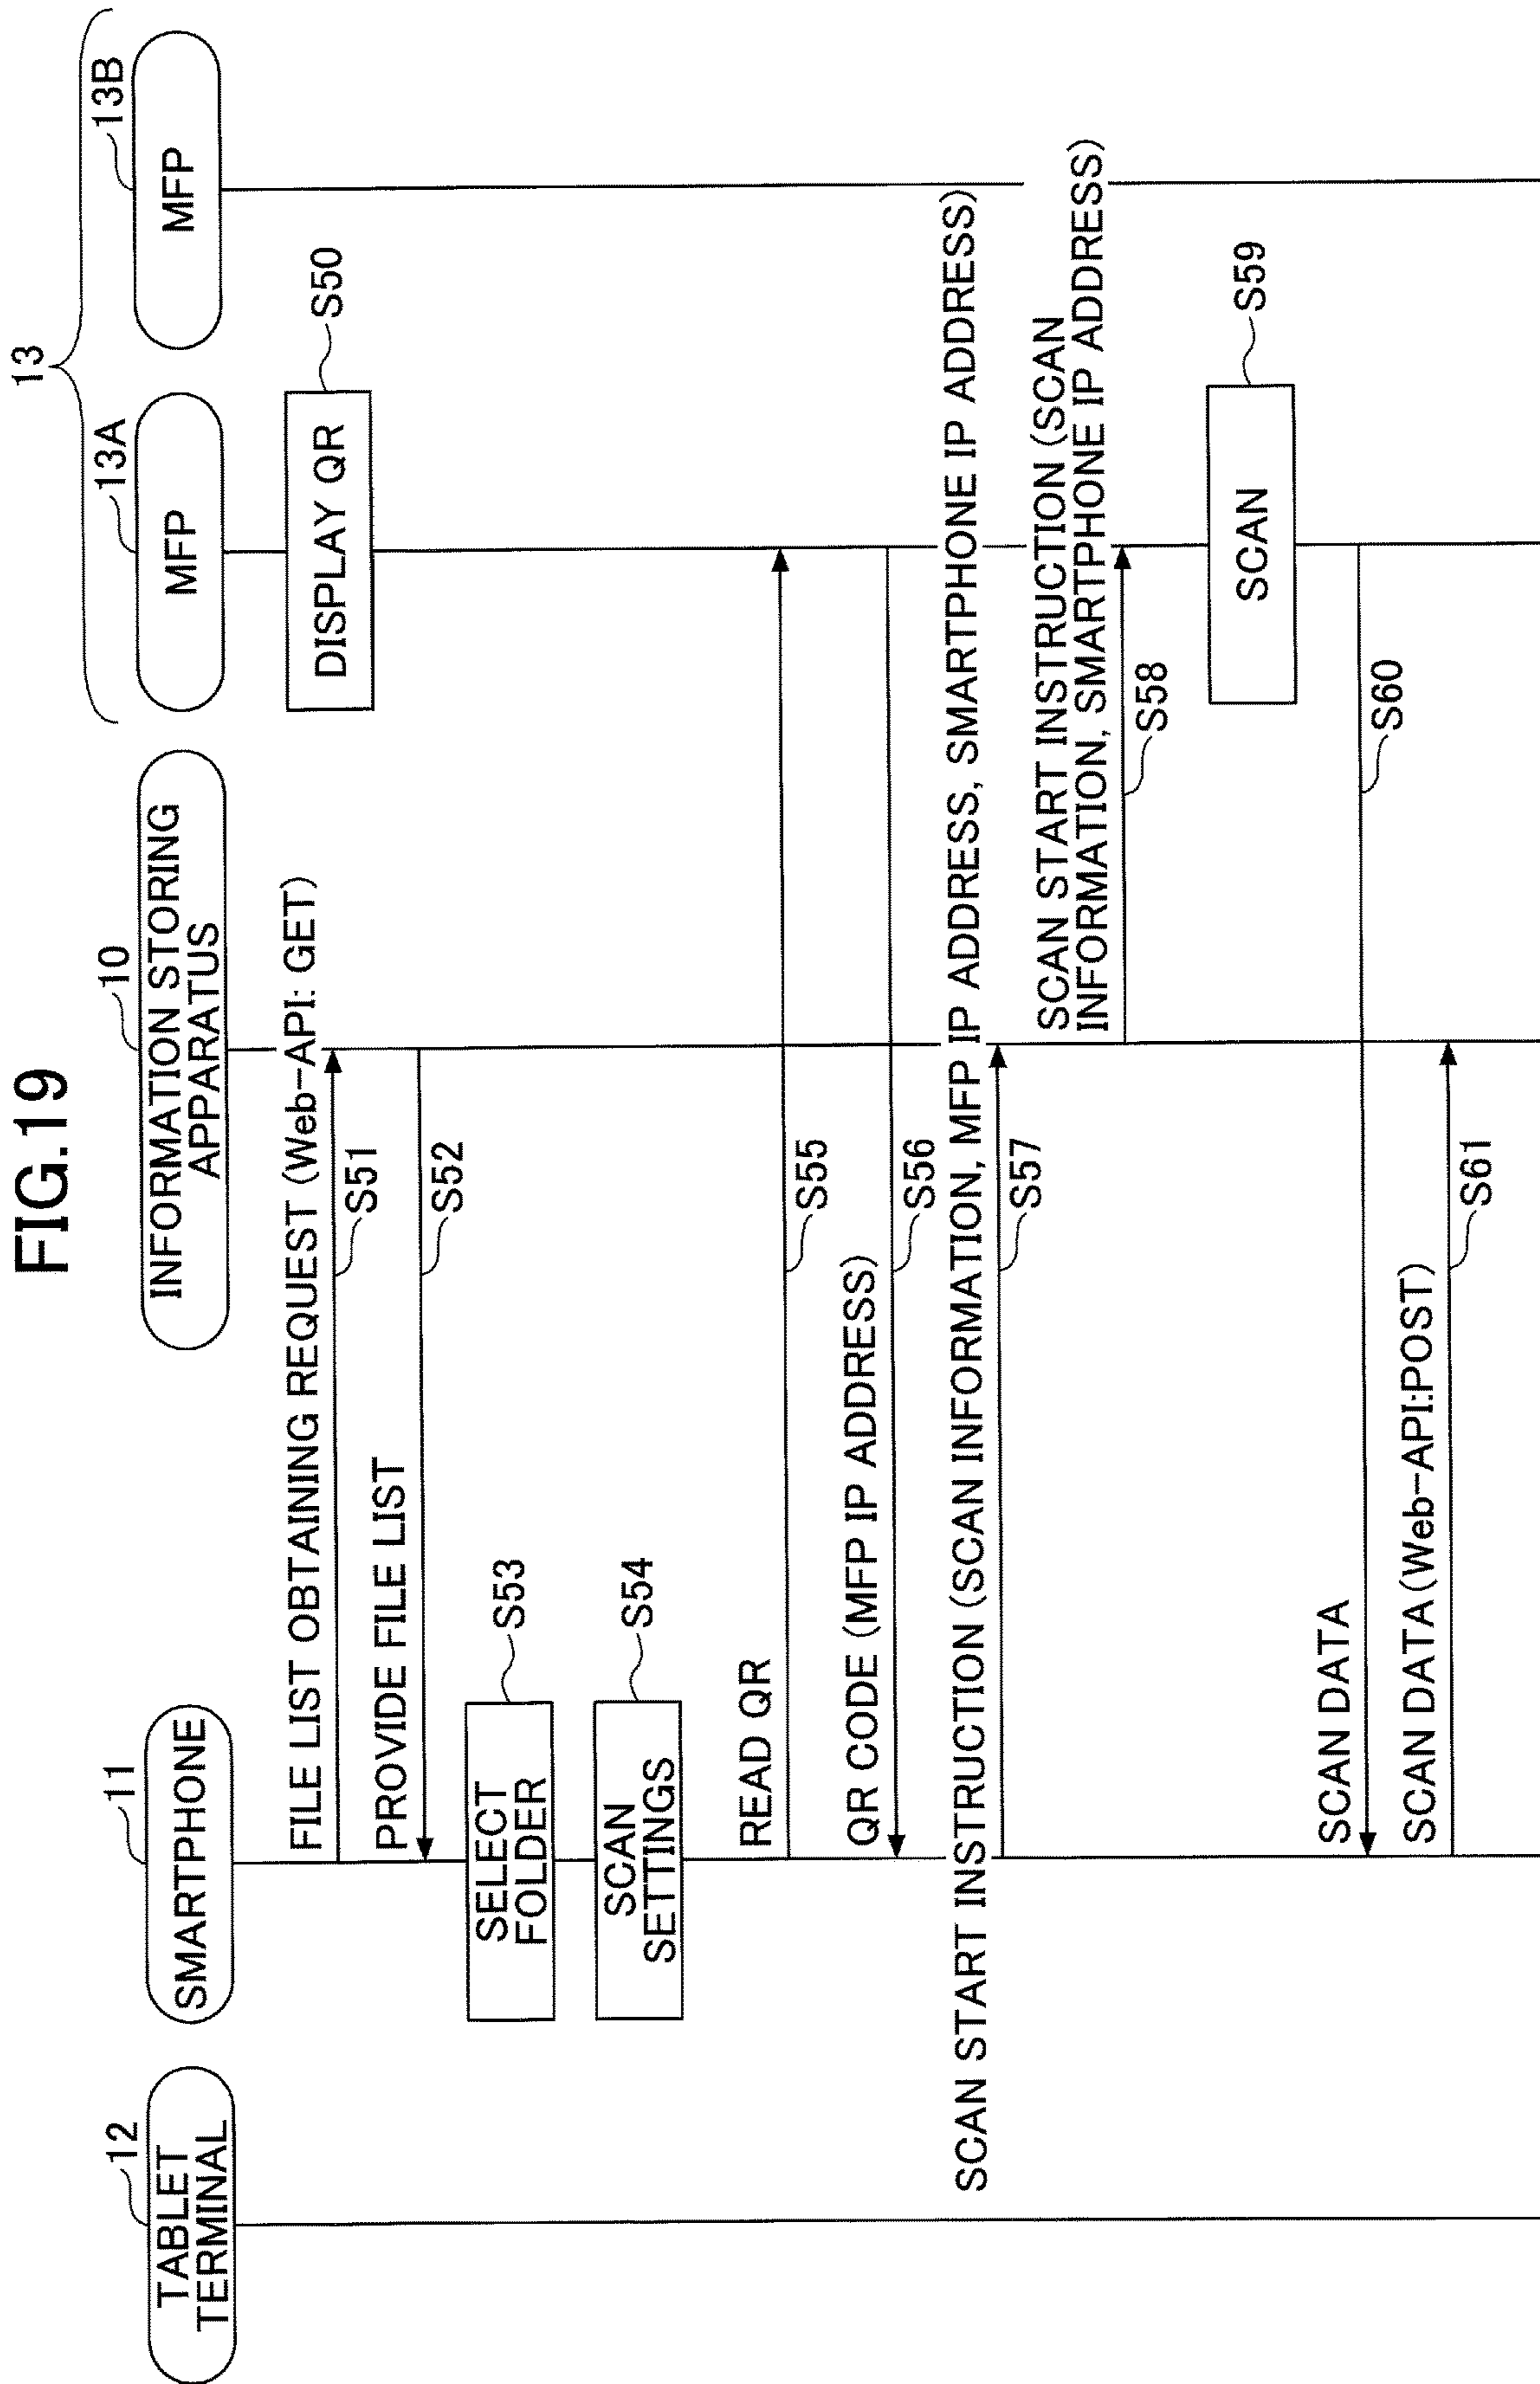 FIG.19
12
TABLET
TERMINAL
11
SMARTPHONE
10
INFORMATION STORING
APPARATUS
13
13A
MFP
13B
MFP
DISPLAY QR
S50
FILE LIST OBTAINING REQUEST (Web-API: GET)
S51
PROVIDE FILE LIST
S52
SELECT
FOLDER
S53
SCAN
SETTINGS
S54
READ QR
S55
QR CODE (MFP IP ADDRESS)
S56
SCAN START INSTRUCTION (SCAN INFORMATION, MFP IP ADDRESS, SMARTPHONE IP ADDRESS)
S57
SCAN START INSTRUCTION (SCAN
INFORMATION, SMARTPHONE IP ADDRESS)
S58
SCAN
S59
SCAN DATA
S60
SCAN DATA (Web-API:POST)
S61